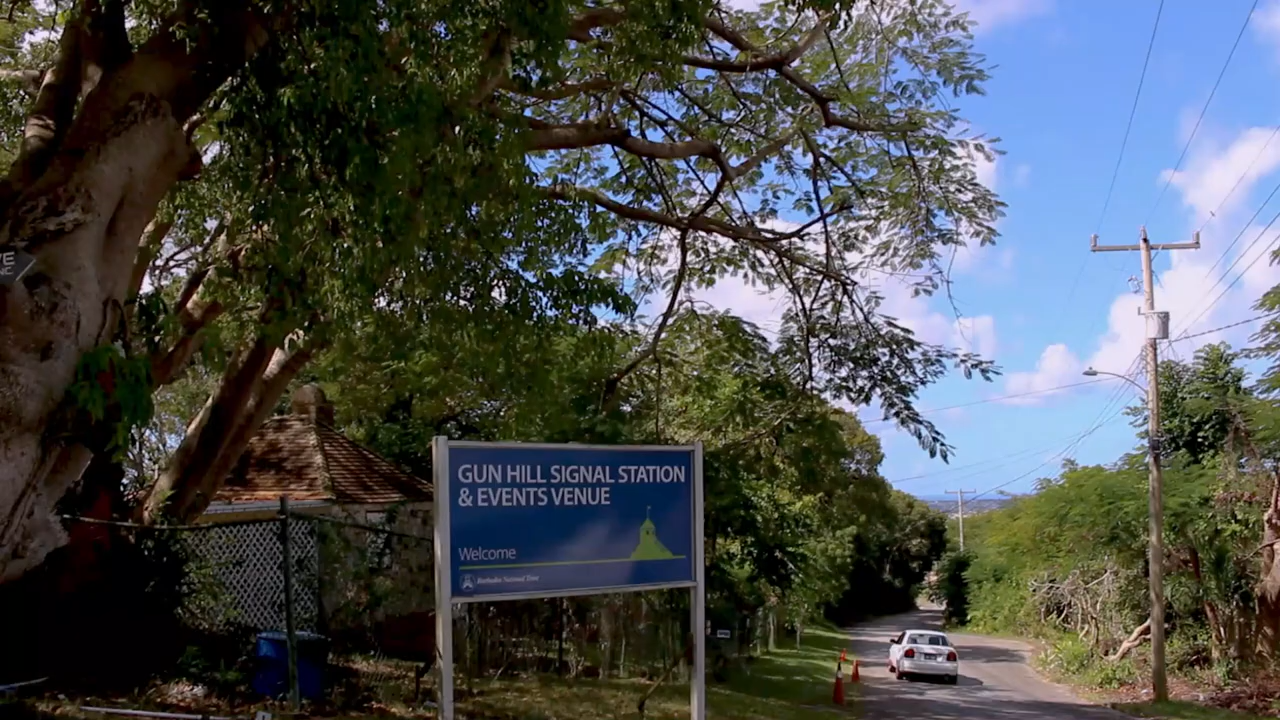 GUN HILL SIGNAL STATION
& EVENTS VENUE
Welcome
Barbados National Trust